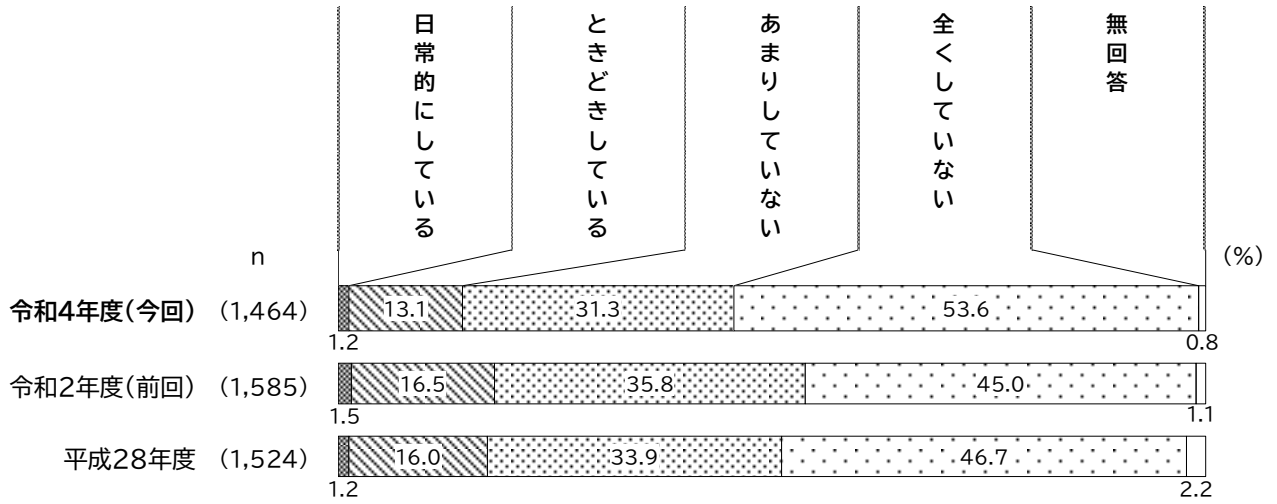 日常的にしている
ときどきしている
あまりしていない
全くしていない
無回答
n
(%)
令和4年度(今回) (1,464) 13.1 31.3 53.6
1.2 0.8
令和2年度(前回) (1,585) 16.5 35.8 45.0
1.5 1.1
平成28年度 (1,524) 16.0 33.9 46.7
1.2 2.2